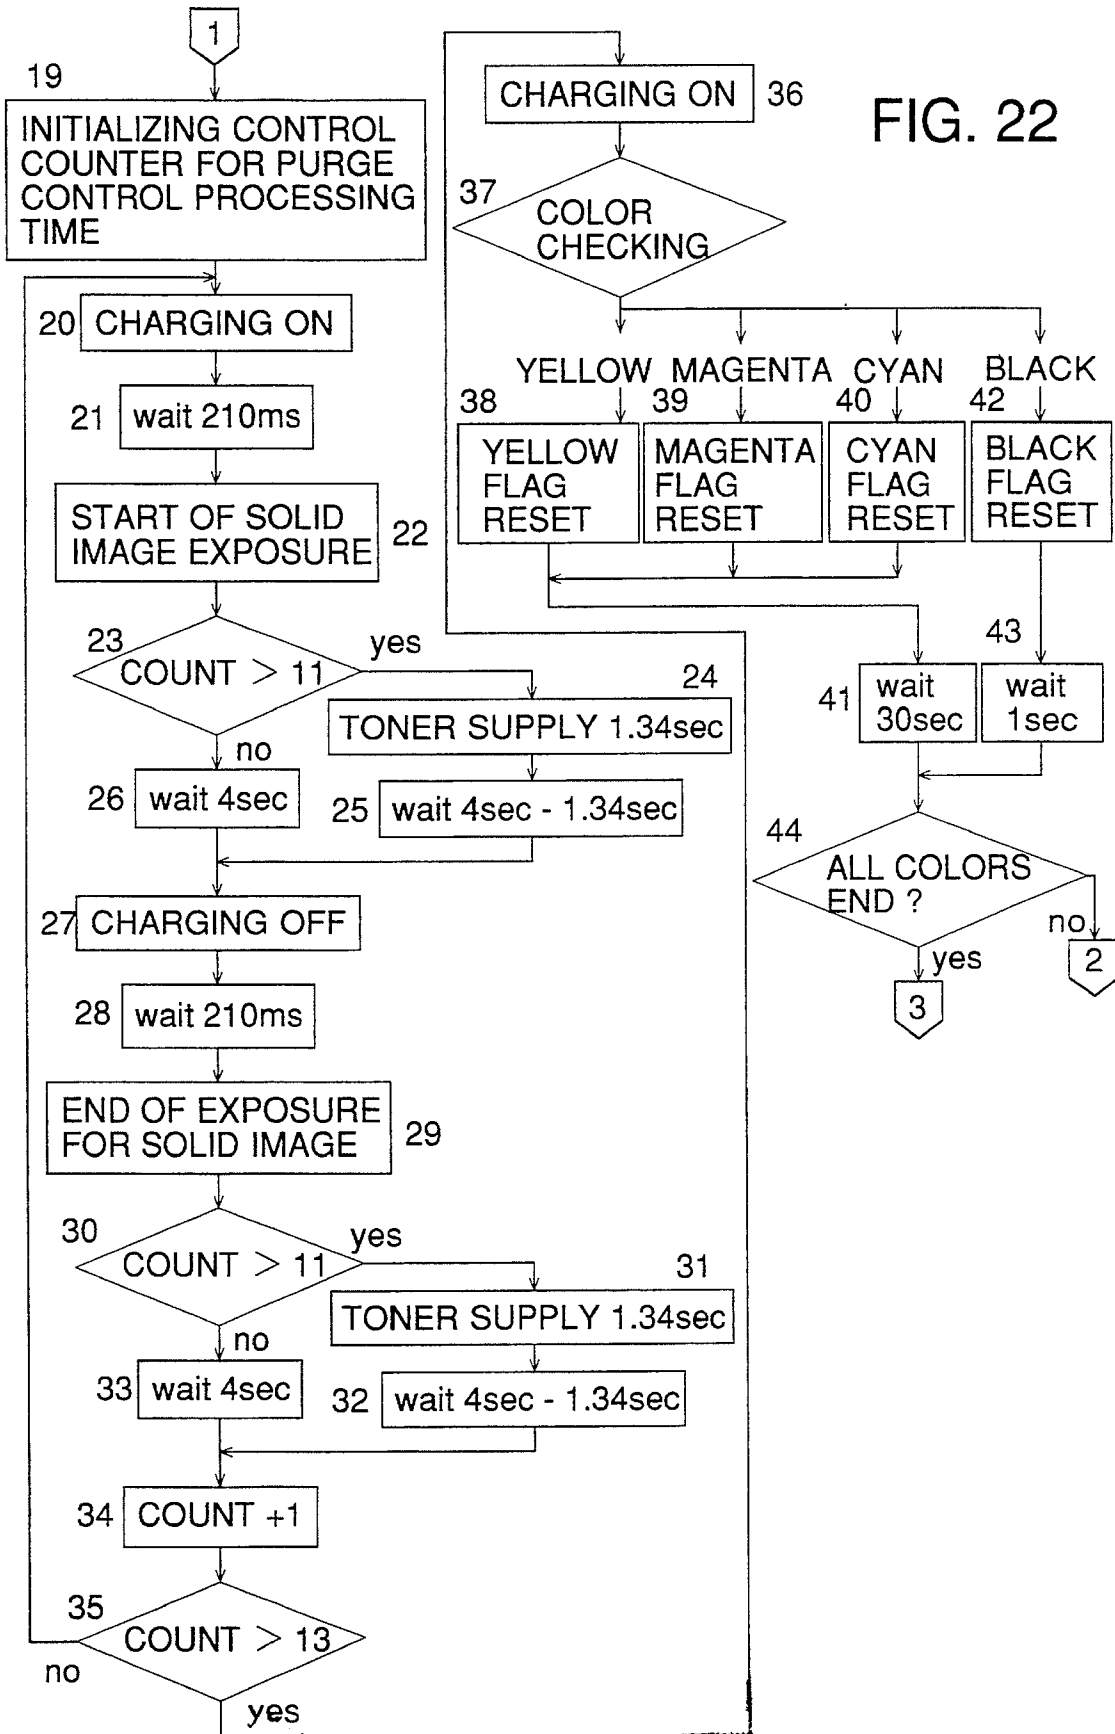 1
19
INITIALIZING CONTROL
COUNTER FOR PURGE
CONTROL PROCESSING
TIME
20 CHARGING ON
21 wait 210ms
START OF SOLID
IMAGE EXPOSURE
22
23
COUNT > 11
yes
no
24
TONER SUPPLY 1.34sec
26 wait 4sec
25 wait 4sec - 1.34sec
27 CHARGING OFF
28 wait 210ms
END OF EXPOSURE
FOR SOLID IMAGE
29
30
COUNT > 11
yes
no
31
TONER SUPPLY 1.34sec
33 wait 4sec
32 wait 4sec - 1.34sec
34 COUNT +1
35
COUNT > 13
no
yes
CHARGING ON 36
FIG. 22
37
COLOR
CHECKING
YELLOW MAGENTA CYAN BLACK
38
YELLOW
FLAG
RESET
39
MAGENTA
FLAG
RESET
40
CYAN
FLAG
RESET
42
BLACK
FLAG
RESET
41
wait
30sec
43
wait
1sec
44
ALL COLORS
END ?
no
2
yes
3